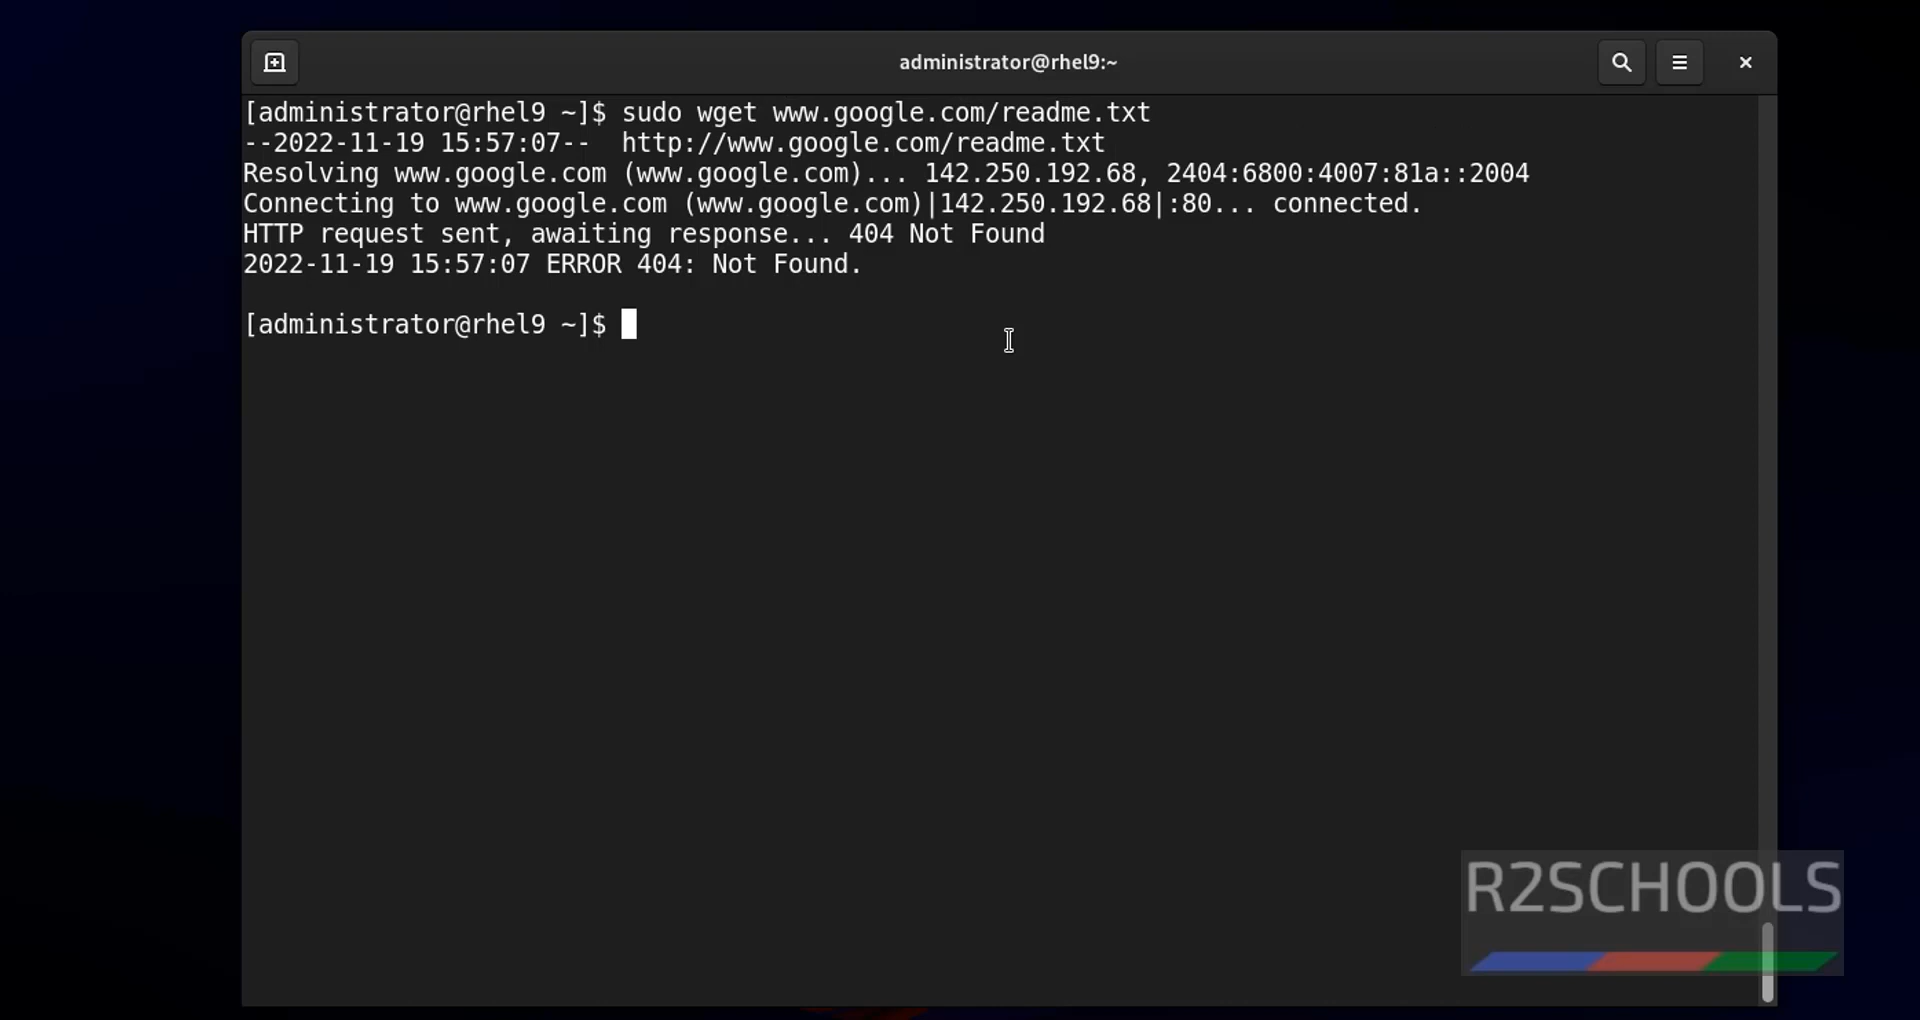 administrator@rhel9:~
[administrator@rhel9 ~]$ sudo wget www.google.com/readme.txt
--2022-11-19 15:57:07--  http://www.google.com/readme.txt
Resolving www.google.com (www.google.com)... 142.250.192.68, 2404:6800:4007:81a::2004
Connecting to www.google.com (www.google.com)|142.250.192.68|:80... connected.
HTTP request sent, awaiting response... 404 Not Found
2022-11-19 15:57:07 ERROR 404: Not Found.
[administrator@rhel9 ~]$
R2SCHOOLS